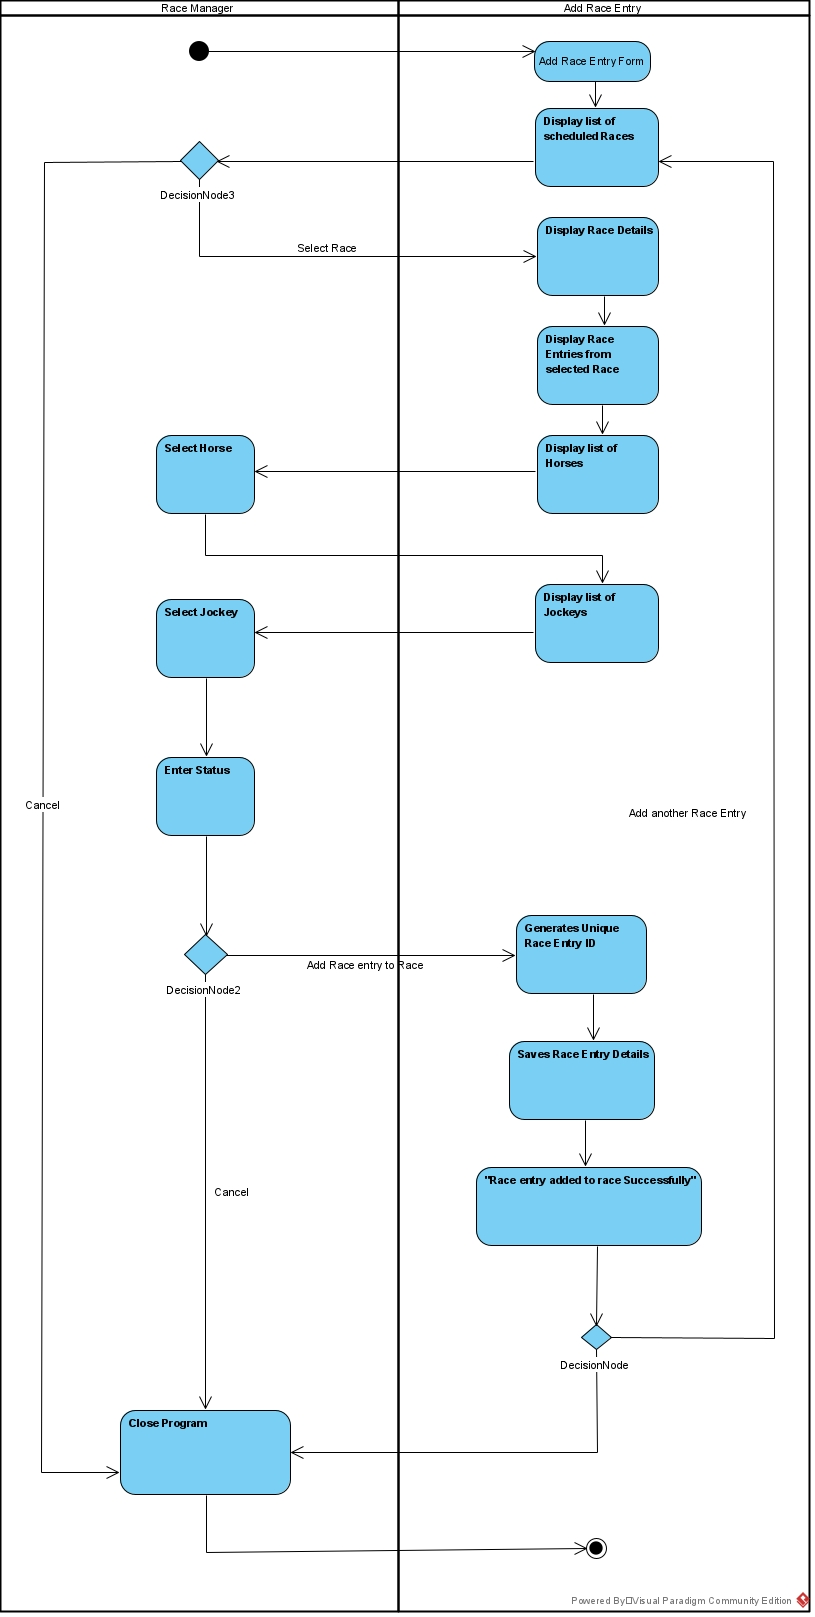 Race Manager
Add Race Entry
Add Race Entry Form
Display list of
scheduled Races
DecisionNode3
Display Race Details
Select Race
Display Race
Entries from
selected Race
Select Horse
Display list of
Horses
Select Jockey
Display list of
Jockeys
Enter Status
Cancel
Add another Race Entry
Generates Unique
Race Entry ID
Add Race entry to Race
DecisionNode2
Saves Race Entry Details
"Race entry added to race Successfully"
Cancel
DecisionNode
Close Program
Powered By Visual Paradigm Community Edition